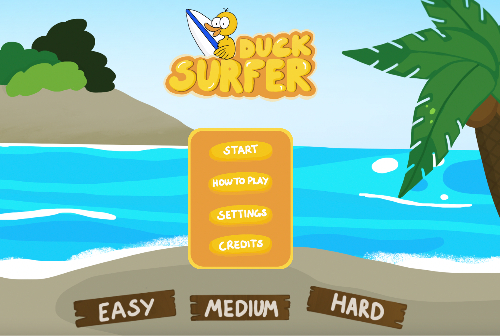 DUCK
SURFER
START
HOW TO PLAY
SETTINGS
CREDITS
EASY
MEDIUM
HARD